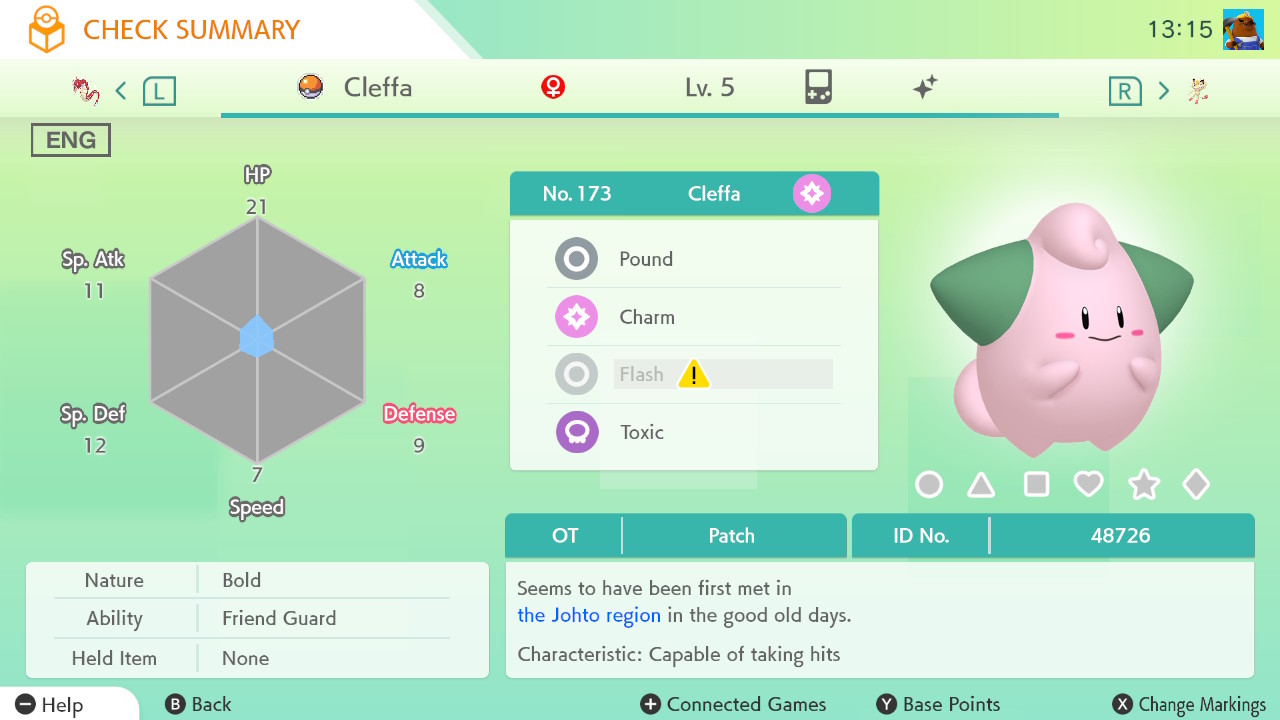 CHECK SUMMARY
13:15
L
Cleffa
Lv. 5
R
ENG
HP
21
Sp. Atk
11
Attack
8
Sp. Def
12
Defense
9
7
Speed
No. 173 Cleffa
Pound
Charm
Flash
Toxic
OT Patch
ID No. 48726
Nature Bold
Ability Friend Guard
Held Item None
Seems to have been first met in
the Johto region in the good old days.
Characteristic: Capable of taking hits
Help
B Back
Connected Games
Y Base Points
X Change Markings